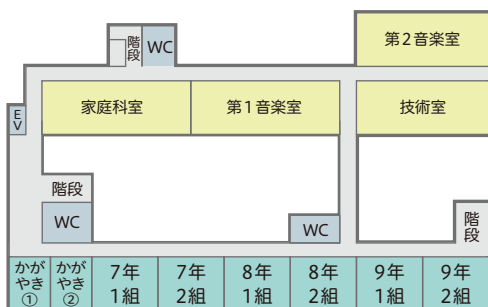 第2音楽室
階段
WC
家庭科室
第1音楽室
技術室
EV
階段
WC
WC
階段
かが
やき
①
かが
やき
②
7年
1組
7年
2組
8年
1組
8年
2組
9年
1組
9年
2組